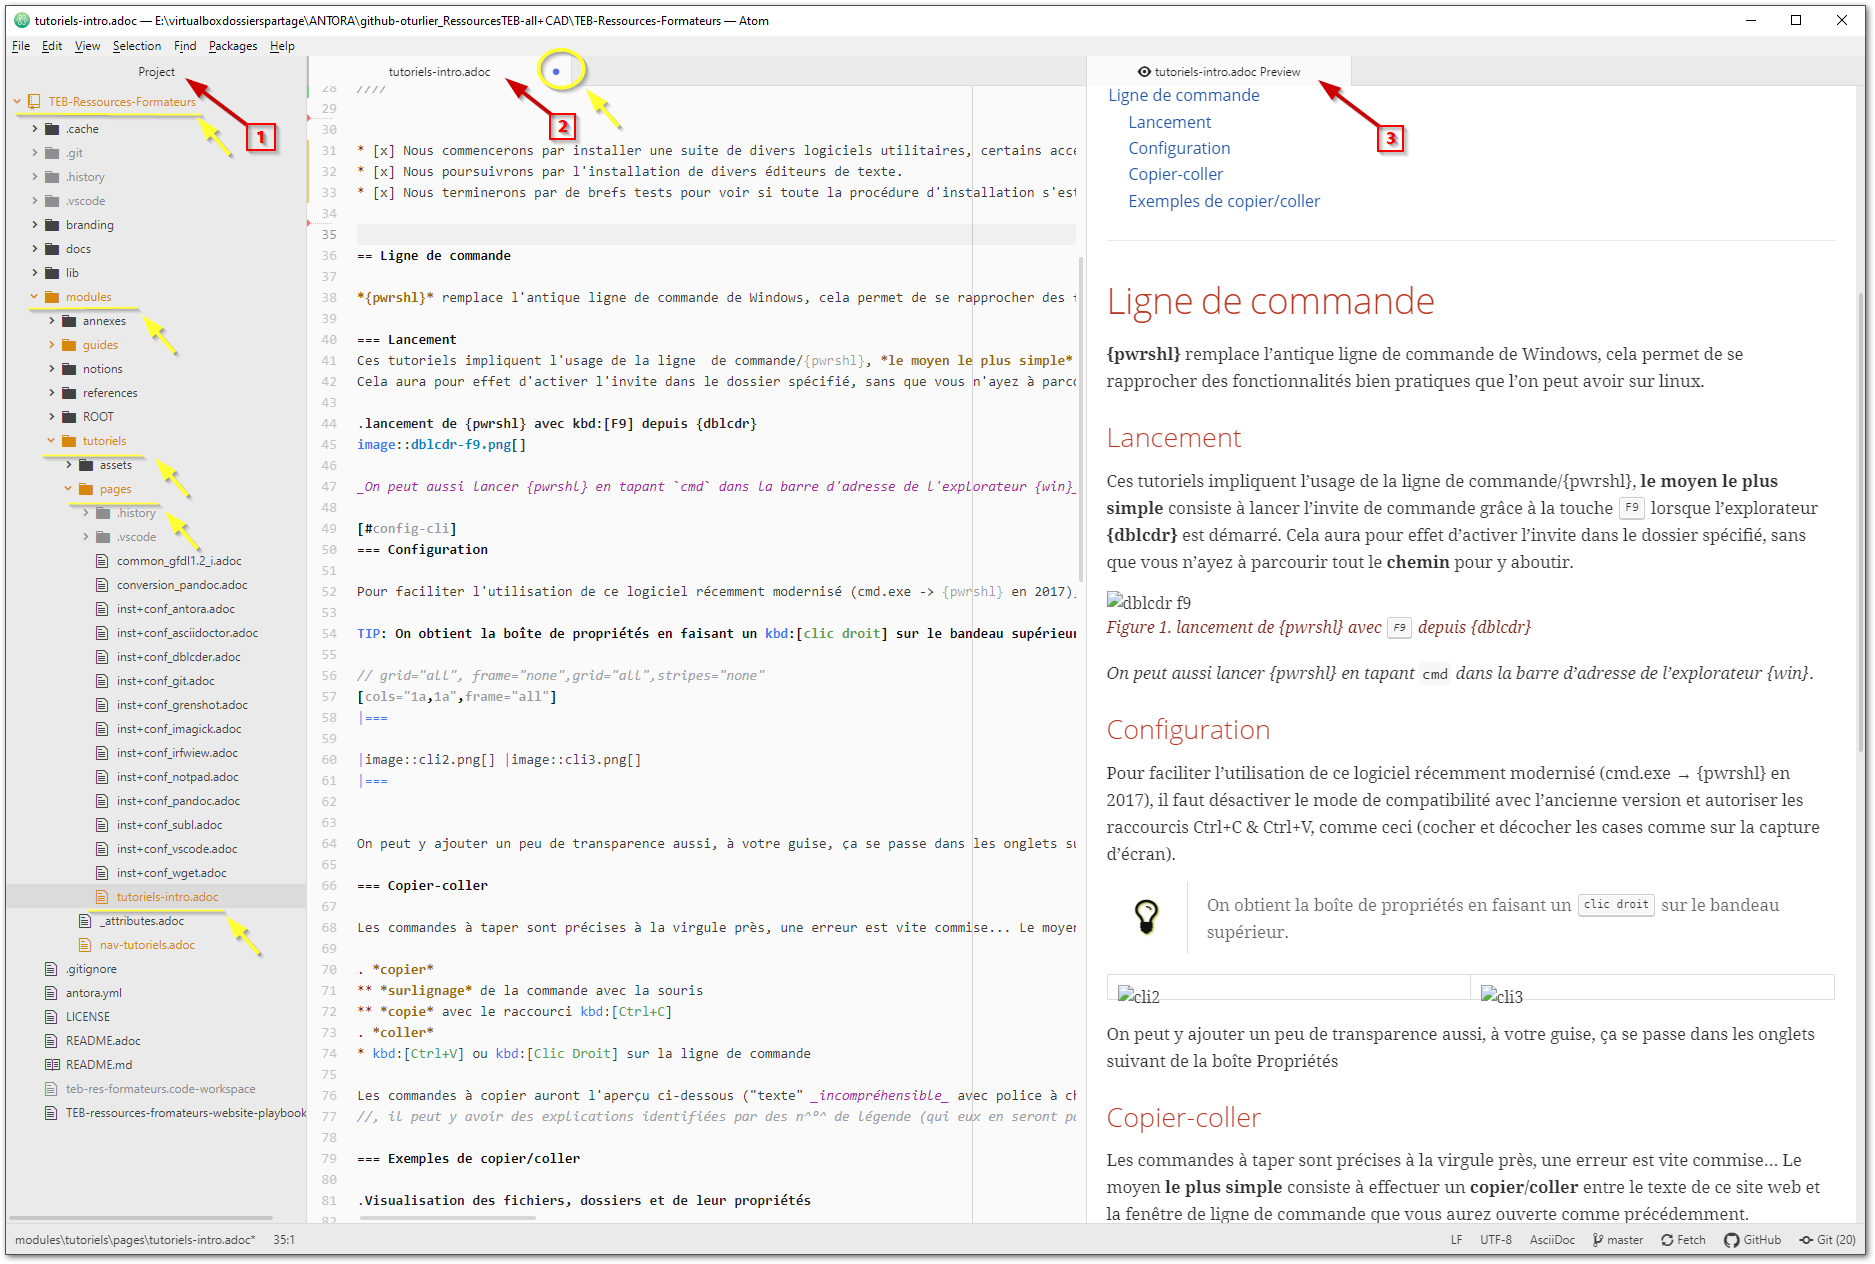 tutoriels-intro.adoc — E:\virtualboxdossierspartage\ANTORA\github-oturlier_RessourcesTEB-all+CAD\TEB-Ressources-Formateurs — Atom
File Edit View Selection Find Packages Help
Project
1
TEB-Ressources-Formateurs
.cache
.git
.history
.vscode
branding
docs
lib
modules
annexes
guides
notions
references
ROOT
tutoriels
assets
pages
.history
.vscode
common_gfdl1.2_i.adoc
conversion_pandoc.adoc
inst+conf_antora.adoc
inst+conf_asciidoctor.adoc
inst+conf_dblcder.adoc
inst+conf_git.adoc
inst+conf_grenshot.adoc
inst+conf_imagick.adoc
inst+conf_irfwiew.adoc
inst+conf_notpad.adoc
inst+conf_pandoc.adoc
inst+conf_subl.adoc
inst+conf_vscode.adoc
inst+conf_wget.adoc
tutoriels-intro.adoc
_attributes.adoc
nav-tutoriels.adoc
.gitignore
antora.yml
LICENSE
README.adoc
README.md
teb-res-formateurs.code-workspace
TEB-ressources-fromateurs-website-playbook
tutoriels-intro.adoc
2
28 ////
29
30
31 * [x] Nous commencerons par installer une suite de divers logiciels utilitaires, certains acce
32 * [x] Nous poursuivrons par l'installation de divers éditeurs de texte.
33 * [x] Nous terminerons par de brefs tests pour voir si toute la procédure d'installation s'est
34
35
36 == Ligne de commande
37
38 *{pwrshl}* remplace l'antique ligne de commande de Windows, cela permet de se rapprocher des f
39
40 === Lancement
41 Ces tutoriels impliquent l'usage de la ligne  de commande/{pwrshl}, *le moyen le plus simple*
42 Cela aura pour effet d'activer l'invite dans le dossier spécifié, sans que vous n'ayez à parco
43
44 .lancement de {pwrshl} avec kbd:[F9] depuis {dblcdr}
45 image::dblcdr-f9.png[]
46
47 _On peut aussi lancer {pwrshl} en tapant `cmd` dans la barre d'adresse de l'explorateur {win}_
48
49 [#config-cli]
50 === Configuration
51
52 Pour faciliter l'utilisation de ce logiciel récemment modernisé (cmd.exe -> {pwrshl} en 2017),
53
54 TIP: On obtient la boîte de propriétés en faisant un kbd:[clic droit] sur le bandeau supérieur
55
56 // grid="all", frame="none",grid="all",stripes="none"
57 [cols="1a,1a",frame="all"]
58 |===
59
60 |image::cli2.png[] |image::cli3.png[]
61 |===
62
63
64 On peut y ajouter un peu de transparence aussi, à votre guise, ça se passe dans les onglets su
65
66 === Copier-coller
67
68 Les commandes à taper sont précises à la virgule près, une erreur est vite commise... Le moyen
69
70 . *copier*
71 ** *surlignage* de la commande avec la souris
72 ** *copie* avec le raccourci kbd:[Ctrl+C]
73 . *coller*
74 * kbd:[Ctrl+V] ou kbd:[Clic Droit] sur la ligne de commande
75
76 Les commandes à copier auront l'aperçu ci-dessous ("texte" _incompréhensible_ avec police à ch
77 //, il peut y avoir des explications identifiées par des n^º^ de légende (qui eux en seront po
78
79 === Exemples de copier/coller
80
81 .Visualisation des fichiers, dossiers et de leur propriétés
82
tutoriels-intro.adoc Preview
3
Ligne de commande
Lancement
Configuration
Copier-coller
Exemples de copier/coller
Ligne de commande
{pwrshl} remplace l’antique ligne de commande de Windows, cela permet de se
rapprocher des fonctionnalités bien pratiques que l’on peut avoir sur linux.
Lancement
Ces tutoriels impliquent l’usage de la ligne de commande/{pwrshl}, le moyen le plus
simple consiste à lancer l’invite de commande grâce à la touche F9 lorsque l’explorateur
{dblcdr} est démarré. Cela aura pour effet d’activer l’invite dans le dossier spécifié, sans
que vous n’ayez à parcourir tout le chemin pour y aboutir.
dblcdr f9
Figure 1. lancement de {pwrshl} avec F9 depuis {dblcdr}
On peut aussi lancer {pwrshl} en tapant cmd dans la barre d’adresse de l’explorateur {win}.
Configuration
Pour faciliter l’utilisation de ce logiciel récemment modernisé (cmd.exe → {pwrshl} en
2017), il faut désactiver le mode de compatibilité avec l’ancienne version et autoriser les
raccourcis Ctrl+C & Ctrl+V, comme ceci (cocher et décocher les cases comme sur la capture
d’écran).
On obtient la boîte de propriétés en faisant un clic droit sur le bandeau
supérieur.
cli2 cli3
On peut y ajouter un peu de transparence aussi, à votre guise, ça se passe dans les onglets
suivant de la boîte Propriétés
Copier-coller
Les commandes à taper sont précises à la virgule près, une erreur est vite commise… Le
moyen le plus simple consiste à effectuer un copier/coller entre le texte de ce site web et
la fenêtre de ligne de commande que vous aurez ouverte comme précédemment.
modules\tutoriels\pages\tutoriels-intro.adoc* 35:1 LF UTF-8 AsciiDoc master Fetch GitHub Git (20)